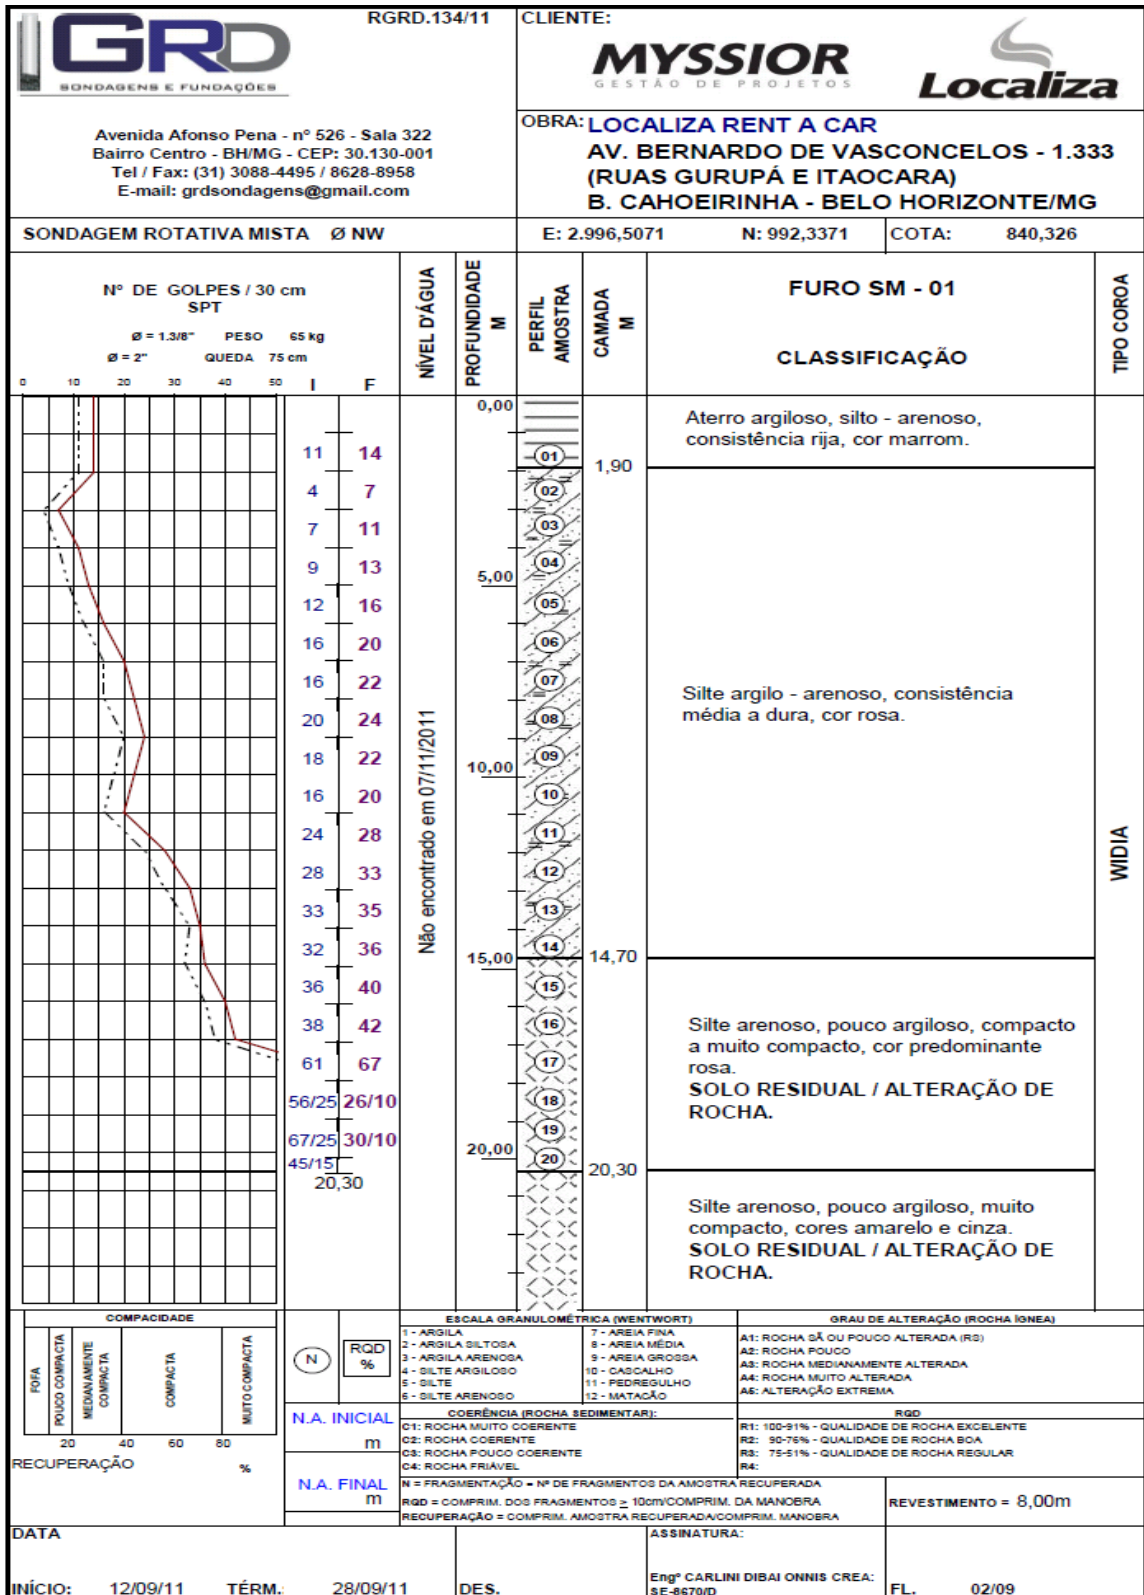 GRD
SONDAGENS E FUNDAÇÕES
RGRD.134/11
Avenida Afonso Pena - nº 526 - Sala 322
Bairro Centro - BH/MG - CEP: 30.130-001
Tel / Fax: (31) 3088-4495 / 8628-8958
E-mail: grdsondagens@gmail.com
CLIENTE:
MYSSIOR
GESTÃO DE PROJETOS
Localiza
OBRA: LOCALIZA RENT A CAR
AV. BERNARDO DE VASCONCELOS - 1.333
(RUAS GURUPÁ E ITAOCARA)
B. CAHOEIRINHA - BELO HORIZONTE/MG
SONDAGEM ROTATIVA MISTA Ø NW
E: 2.996,5071 N: 992,3371 COTA: 840,326
Nº DE GOLPES / 30 cm
SPT
Ø = 1.3/8" PESO 65 kg
Ø = 2" QUEDA 75 cm
0 10 20 30 40 50 I F
NÍVEL D'ÁGUA
PROFUNDIDADE
M
PERFIL
AMOSTRA
CAMADA
M
FURO SM - 01
CLASSIFICAÇÃO
TIPO COROA
11 14
4 7
7 11
9 13
12 16
16 20
16 22
20 24
18 22
16 20
24 28
28 33
33 35
32 36
36 40
38 42
61 67
56/25 26/10
67/25 30/10
45/15
20,30
Não encontrado em 07/11/2011
0,00
5,00
10,00
15,00
20,00
01
02
03
04
05
06
07
08
09
10
11
12
13
14
15
16
17
18
19
20
1,90
14,70
20,30
Aterro argiloso, silto - arenoso,
consistência rija, cor marrom.
Silte argilo - arenoso, consistência
média a dura, cor rosa.
Silte arenoso, pouco argiloso, compacto
a muito compacto, cor predominante
rosa.
SOLO RESIDUAL / ALTERAÇÃO DE
ROCHA.
Silte arenoso, pouco argiloso, muito
compacto, cores amarelo e cinza.
SOLO RESIDUAL / ALTERAÇÃO DE
ROCHA.
WIDIA
COMPACIDADE
FOFA
POUCO COMPACTA
MEDIANAMENTE
COMPACTA
COMPACTA
MUITO COMPACTA
20 40 60 80
RECUPERAÇÃO %
N
RQD
%
N.A. INICIAL
m
N.A. FINAL
m
ESCALA GRANULOMÉTRICA (WENTWORT)
1 - ARGILA
2 - ARGILA SILTOSA
3 - ARGILA ARENOSA
4 - SILTE ARGILOSO
5 - SILTE
6 - SILTE ARENOSO
7 - AREIA FINA
8 - AREIA MÉDIA
9 - AREIA GROSSA
10 - CASCALHO
11 - PEDREGULHO
12 - MATACÃO
GRAU DE ALTERAÇÃO (ROCHA ÍGNEA)
A1: ROCHA SÃ OU POUCO ALTERADA (RS)
A2: ROCHA POUCO
A3: ROCHA MEDIANAMENTE ALTERADA
A4: ROCHA MUITO ALTERADA
A5: ALTERAÇÃO EXTREMA
COERÊNCIA (ROCHA SEDIMENTAR):
C1: ROCHA MUITO COERENTE
C2: ROCHA COERENTE
C3: ROCHA POUCO COERENTE
C4: ROCHA FRIÁVEL
RQD
R1: 100-91% - QUALIDADE DE ROCHA EXCELENTE
R2: 90-76% - QUALIDADE DE ROCHA BOA
R3: 75-51% - QUALIDADE DE ROCHA REGULAR
R4:
N = FRAGMENTAÇÃO = Nº DE FRAGMENTOS DA AMOSTRA RECUPERADA
RQD = COMPRIM. DOS FRAGMENTOS ≥ 10cm/COMPRIM. DA MANOBRA
RECUPERAÇÃO = COMPRIM. AMOSTRA RECUPERADA/COMPRIM. MANOBRA
REVESTIMENTO = 8,00m
DATA
INÍCIO: 12/09/11 TÉRM.: 28/09/11
DES.
ASSINATURA:
Engº CARLINI DIBAI ONNIS CREA:
SE-8670/D
FL. 02/09